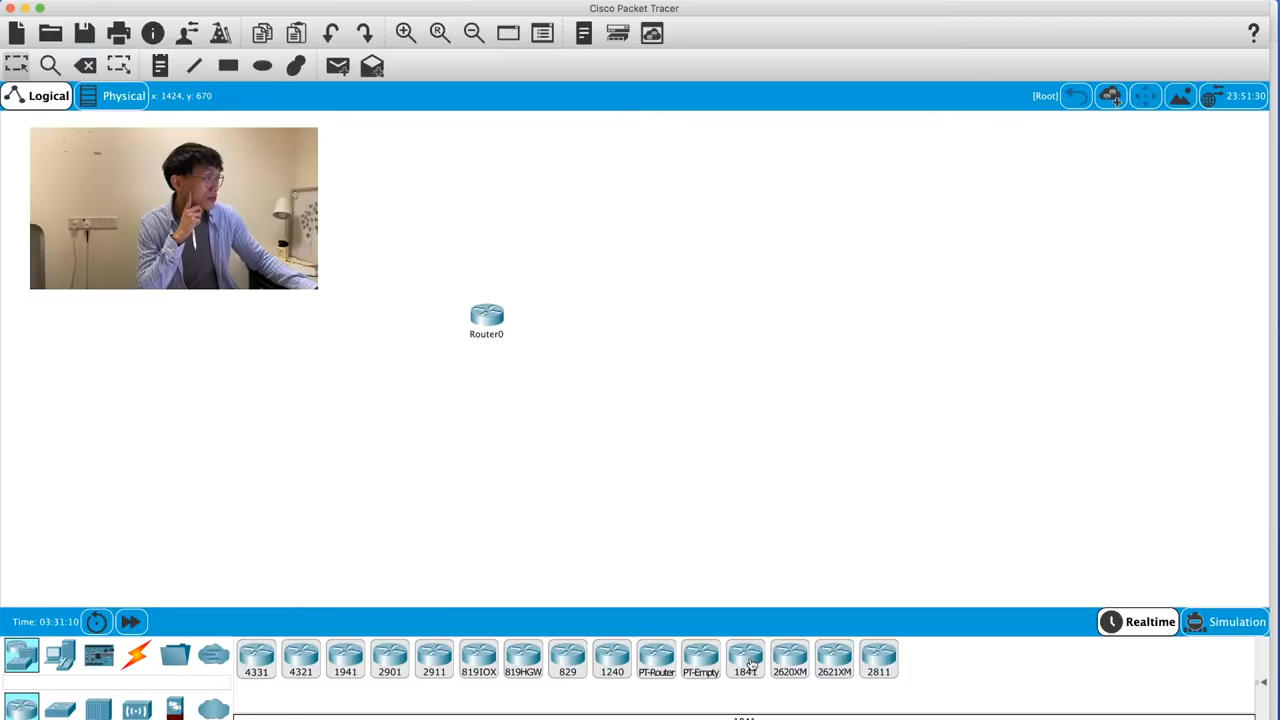 Cisco Packet Tracer
?
Logical
Physical
x: 1424, y: 670
[Root]
23:51:30
Router0
Time: 03:31:10
Realtime
Simulation
4331
4321
1941
2901
2911
819IOX
819HGW
829
1240
PT-Router
PT-Empty
1841
2620XM
2621XM
2811
1841